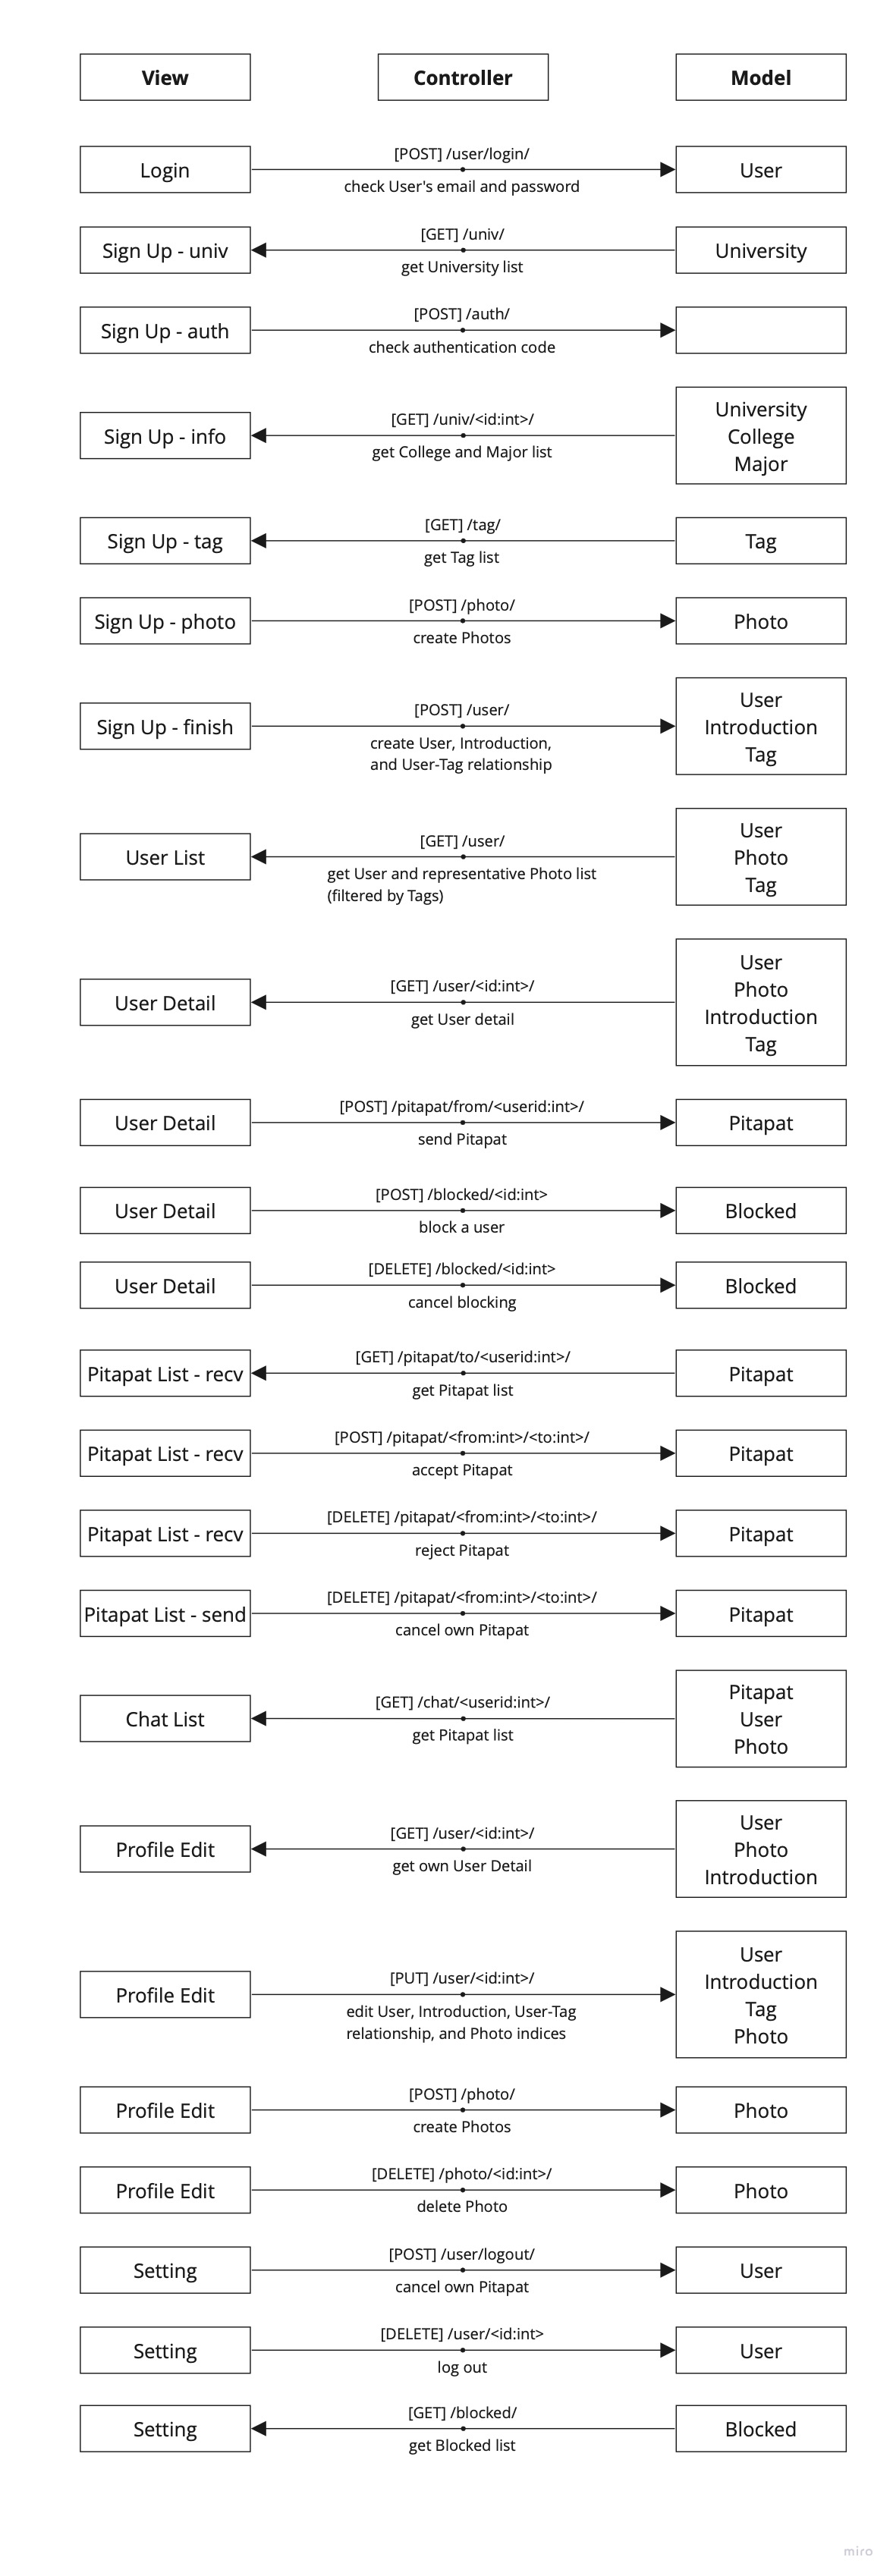 View
Controller
Model
Login
[POST] /user/login/
check User's email and password
User
Sign Up - univ
[GET] /univ/
get University list
University
Sign Up - auth
[POST] /auth/
check authentication code
Sign Up - info
[GET] /univ/<id:int>/
get College and Major list
University
College
Major
Sign Up - tag
[GET] /tag/
get Tag list
Tag
Sign Up - photo
[POST] /photo/
create Photos
Photo
Sign Up - finish
[POST] /user/
create User, Introduction,
and User-Tag relationship
User
Introduction
Tag
User List
[GET] /user/
get User and representative Photo list
(filtered by Tags)
User
Photo
Tag
User Detail
[GET] /user/<id:int>/
get User detail
User
Photo
Introduction
Tag
User Detail
[POST] /pitapat/from/<userid:int>/
send Pitapat
Pitapat
User Detail
[POST] /blocked/<id:int>
block a user
Blocked
User Detail
[DELETE] /blocked/<id:int>
cancel blocking
Blocked
Pitapat List - recv
[GET] /pitapat/to/<userid:int>/
get Pitapat list
Pitapat
Pitapat List - recv
[POST] /pitapat/<from:int>/<to:int>/
accept Pitapat
Pitapat
Pitapat List - recv
[DELETE] /pitapat/<from:int>/<to:int>/
reject Pitapat
Pitapat
Pitapat List - send
[DELETE] /pitapat/<from:int>/<to:int>/
cancel own Pitapat
Pitapat
Chat List
[GET] /chat/<userid:int>/
get Pitapat list
Pitapat
User
Photo
Profile Edit
[GET] /user/<id:int>/
get own User Detail
User
Photo
Introduction
Profile Edit
[PUT] /user/<id:int>/
edit User, Introduction, User-Tag
relationship, and Photo indices
User
Introduction
Tag
Photo
Profile Edit
[POST] /photo/
create Photos
Photo
Profile Edit
[DELETE] /photo/<id:int>/
delete Photo
Photo
Setting
[POST] /user/logout/
cancel own Pitapat
User
Setting
[DELETE] /user/<id:int>
log out
User
Setting
[GET] /blocked/
get Blocked list
Blocked
miro